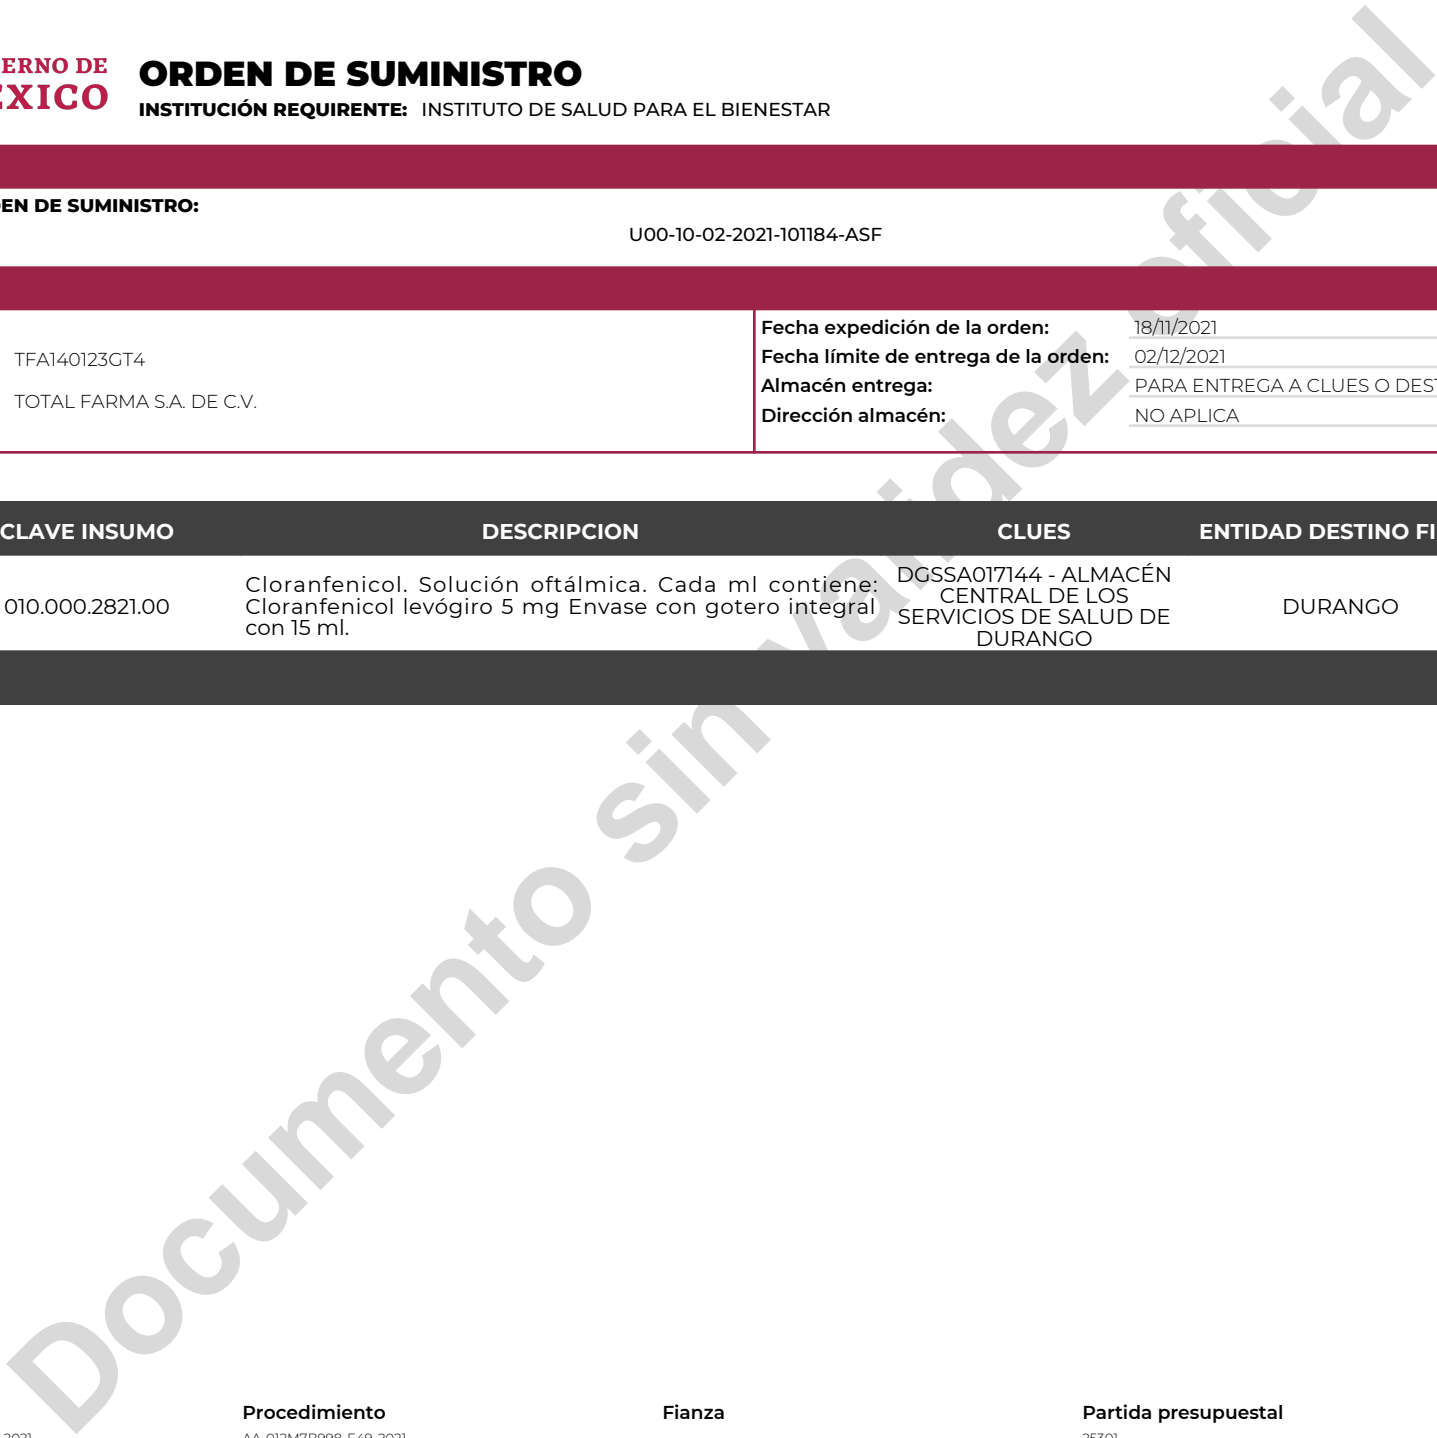 ERNO DE
EXICO
ORDEN DE SUMINISTRO
INSTITUCIÓN REQUIRENTE: INSTITUTO DE SALUD PARA EL BIENESTAR
EN DE SUMINISTRO:
U00-10-02-2021-101184-ASF
TFA140123GT4
TOTAL FARMA S.A. DE C.V.
Fecha expedición de la orden: 18/11/2021
Fecha límite de entrega de la orden: 02/12/2021
Almacén entrega: PARA ENTREGA A CLUES O DEST
Dirección almacén: NO APLICA
CLAVE INSUMO DESCRIPCION CLUES ENTIDAD DESTINO FI
010.000.2821.00
Cloranfenicol. Solución oftálmica. Cada ml contiene:
Cloranfenicol levógiro 5 mg Envase con gotero integral
con 15 ml.
DGSSA017144 - ALMACÉN
CENTRAL DE LOS
SERVICIOS DE SALUD DE
DURANGO
DURANGO
Documento sin validez oficial
Procedimiento Fianza Partida presupuestal